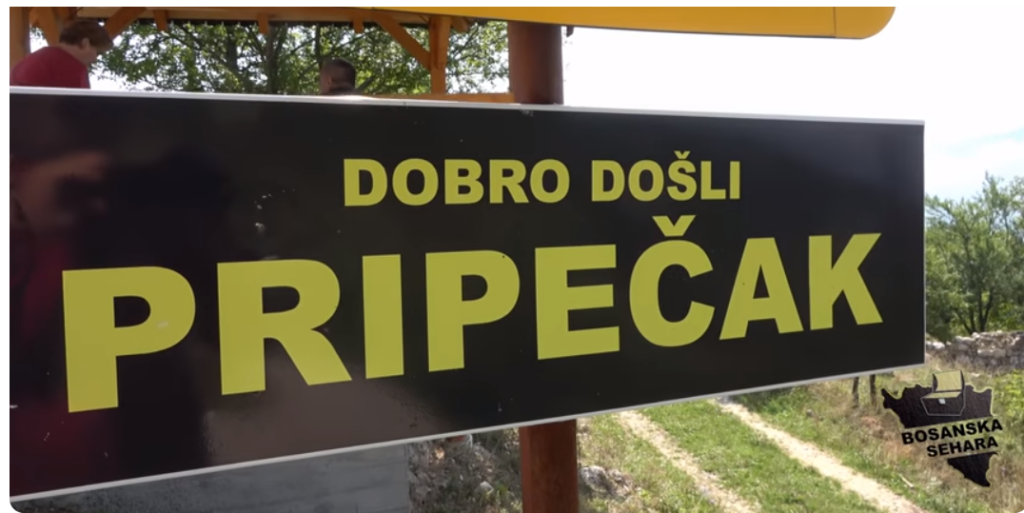 DOBRO DOŠLI
PRIPEČAK
BOSANSKA
SEHARA